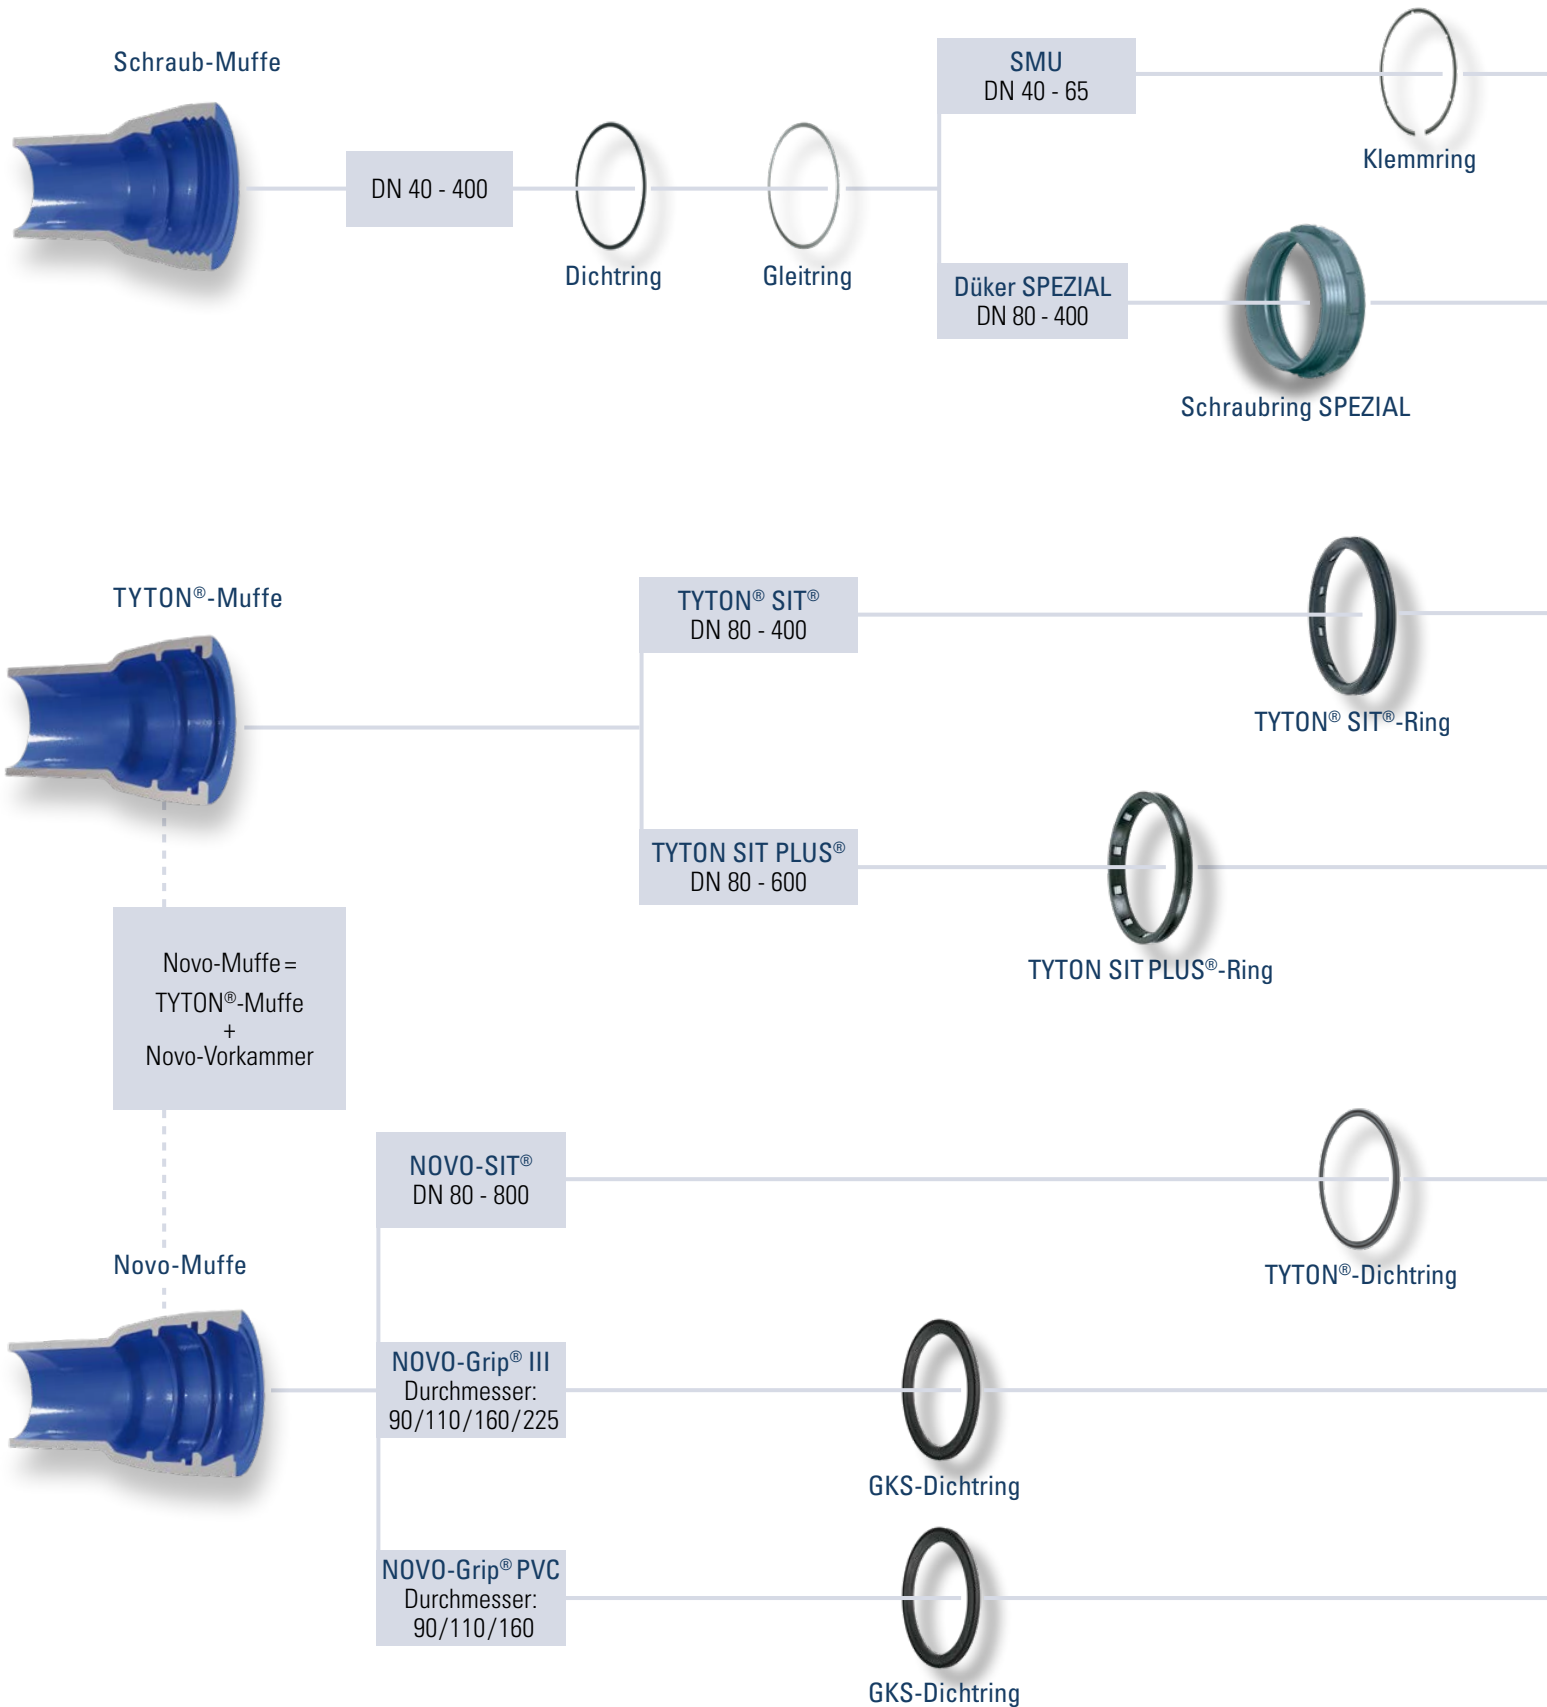 Schraub-Muffe
SMU
DN 40 - 65
Klemmring
DN 40 - 400
Dichtring
Gleitring
Düker SPEZIAL
DN 80 - 400
Schraubring SPEZIAL
TYTON®-Muffe
TYTON® SIT®
DN 80 - 400
TYTON® SIT®-Ring
TYTON SIT PLUS®
DN 80 - 600
TYTON SIT PLUS®-Ring
Novo-Muffe =
TYTON®-Muffe
+
Novo-Vorkammer
NOVO-SIT®
DN 80 - 800
TYTON®-Dichtring
Novo-Muffe
NOVO-Grip® III
Durchmesser:
90/110/160/225
GKS-Dichtring
NOVO-Grip® PVC
Durchmesser:
90/110/160
GKS-Dichtring